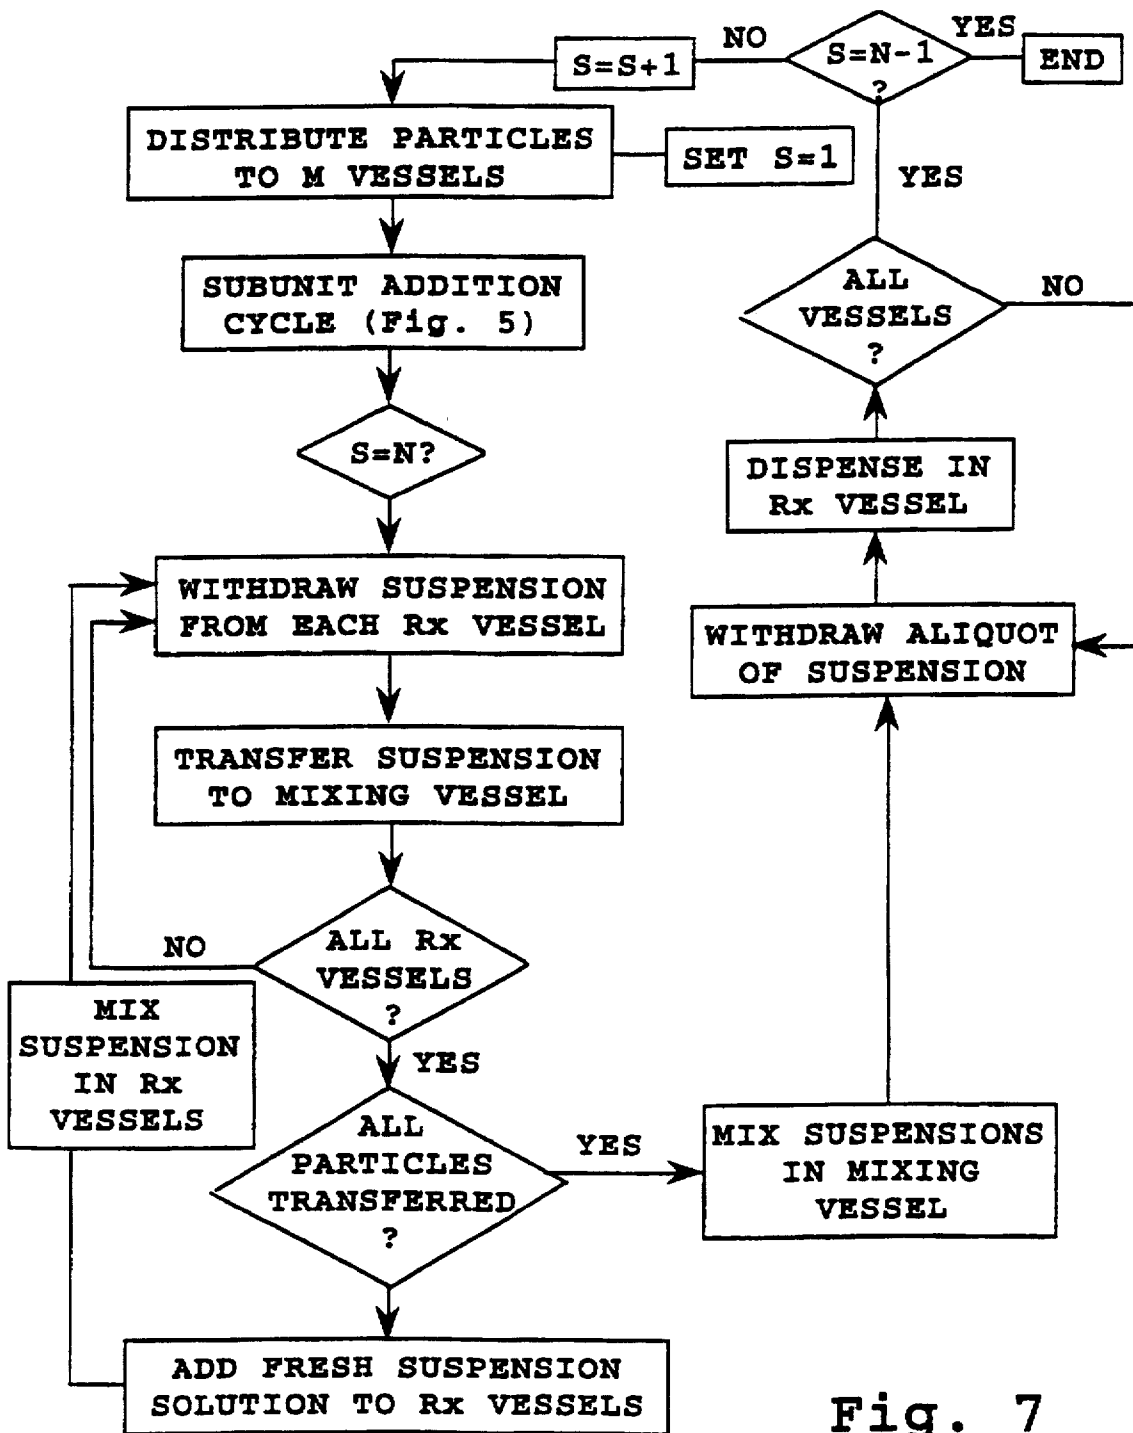 S=S+1
NO
S=N-1
?
YES
END
DISTRIBUTE PARTICLES
TO M VESSELS
SET S=1
YES
SUBUNIT ADDITION
CYCLE (Fig. 5)
ALL
VESSELS
?
NO
S=N?
DISPENSE IN
Rx VESSEL
WITHDRAW SUSPENSION
FROM EACH Rx VESSEL
WITHDRAW ALIQUOT
OF SUSPENSION
TRANSFER SUSPENSION
TO MIXING VESSEL
NO
ALL Rx
VESSELS
?
MIX
SUSPENSION
IN Rx
VESSELS
YES
ALL
PARTICLES
TRANSFERRED
?
YES
MIX SUSPENSIONS
IN MIXING
VESSEL
ADD FRESH SUSPENSION
SOLUTION TO Rx VESSELS
Fig. 7